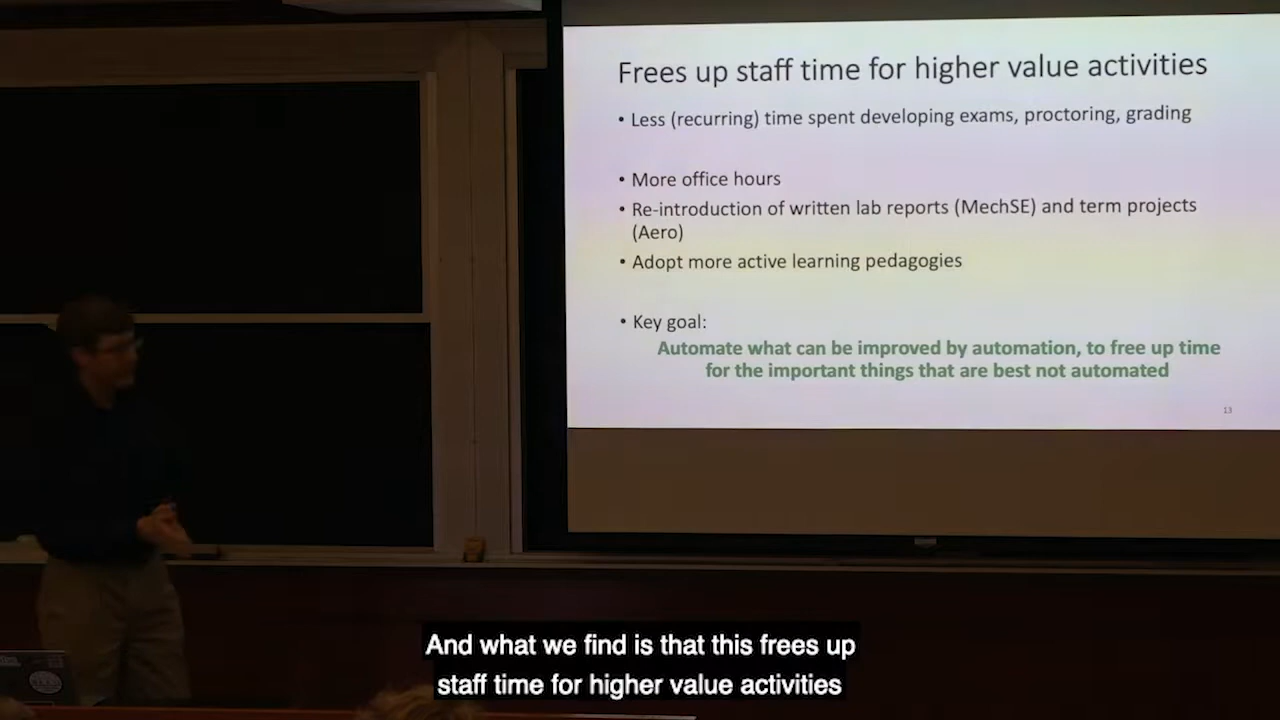 Frees up staff time for higher value activities
• Less (recurring) time spent developing exams, proctoring, grading
• More office hours
• Re-introduction of written lab reports (MechSE) and term projects
(Aero)
• Adopt more active learning pedagogies
• Key goal:
Automate what can be improved by automation, to free up time
for the important things that are best not automated
13
And what we find is that this frees up
staff time for higher value activities